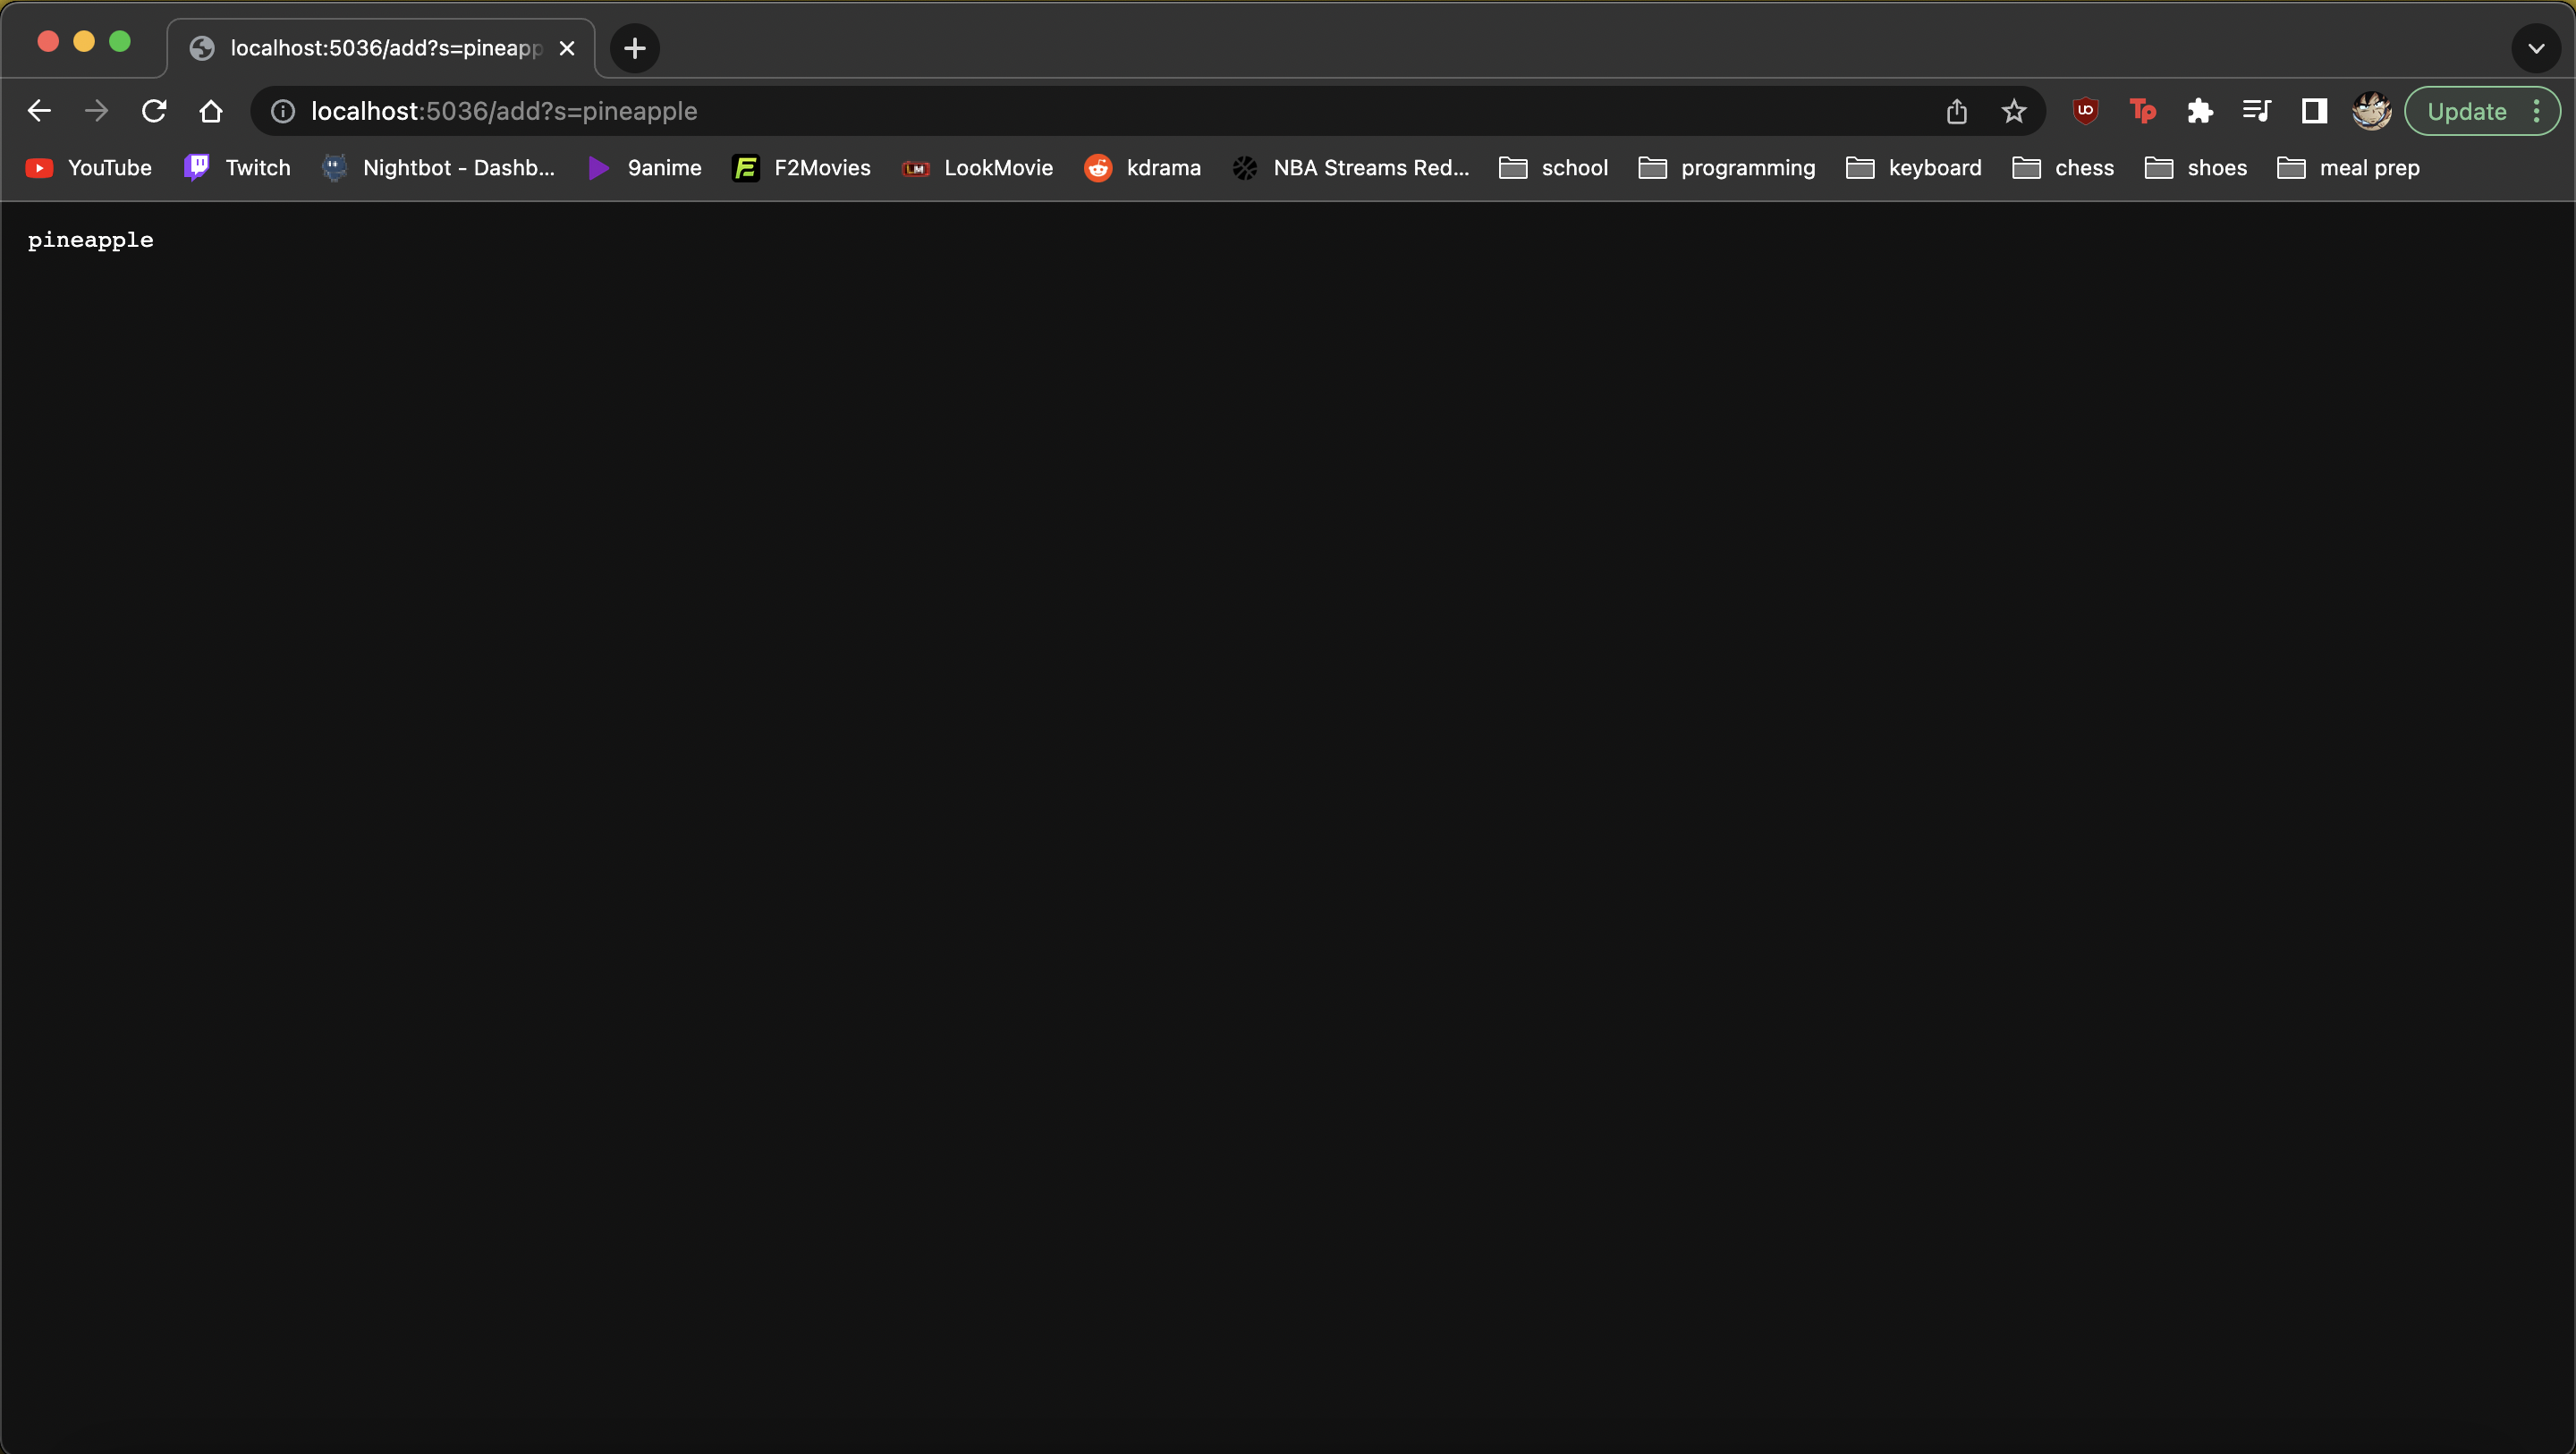 localhost:5036/add?s=pineapp
localhost:5036/add?s=pineapple
Update
YouTube Twitch Nightbot - Dashb... 9anime F2Movies LM LookMovie kdrama NBA Streams Red... school programming keyboard chess shoes meal prep
pineapple